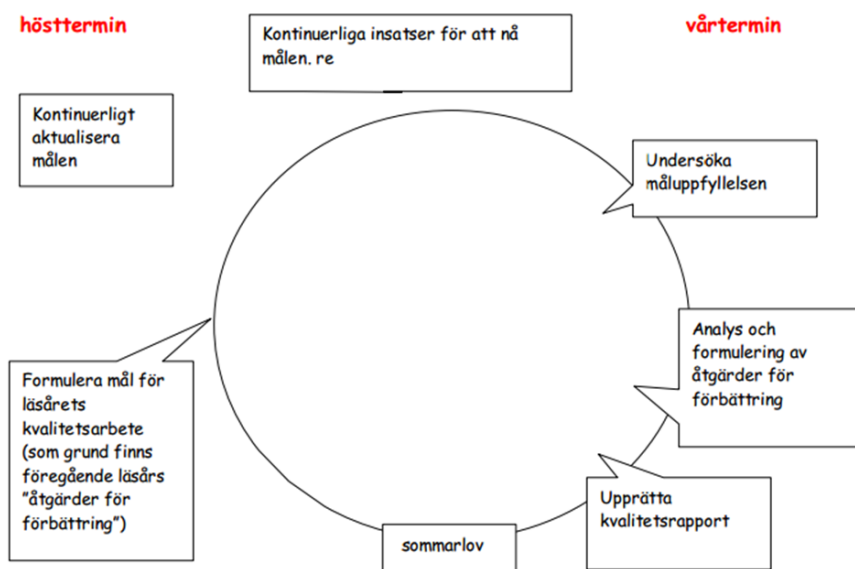 hösttermin
Kontinuerliga insatser för att nå
målen. re
vårtermin
Kontinuerligt
aktualisera
målen
Undersöka
måluppfyllelsen
Analys och
formulering av
åtgärder för
förbättring
Formulera mål för
läsårets
kvalitetsarbete
(som grund finns
föregående läsårs
”åtgärder för
förbättring”)
Upprätta
kvalitetsrapport
sommarlov